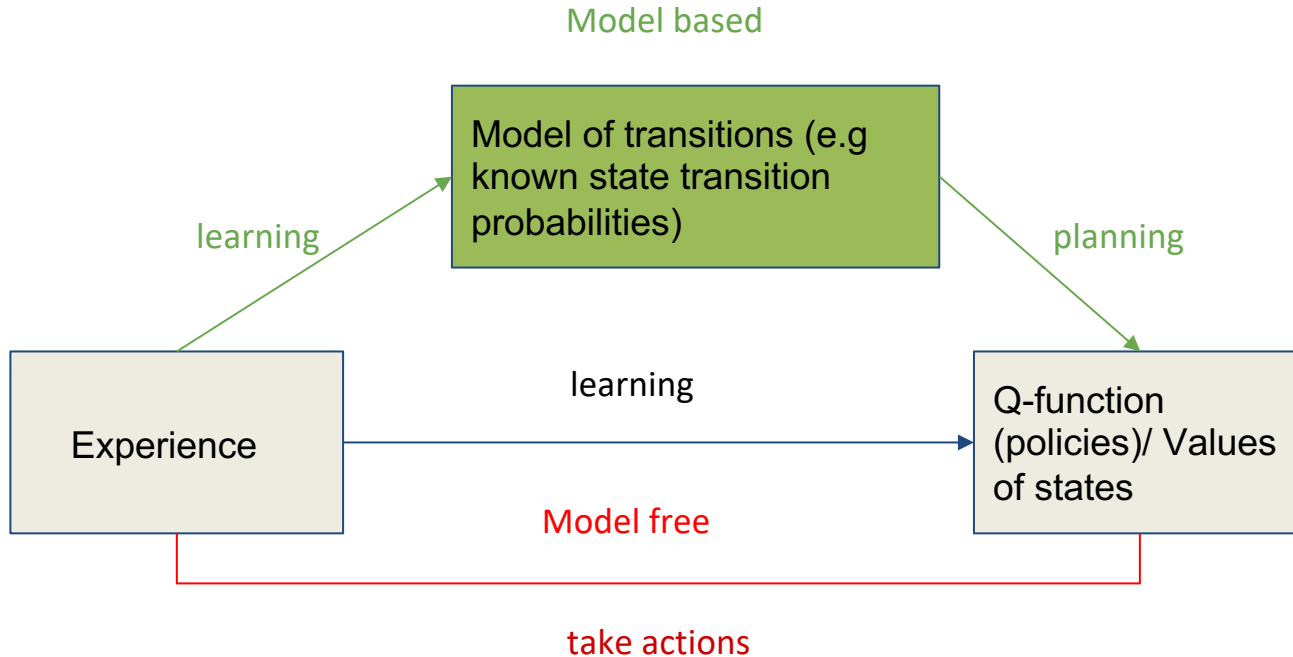 Model based
Model of transitions (e.g
known state transition
probabilities)
learning
planning
learning
Experience
Q-function
(policies)/ Values
of states
Model free
take actions